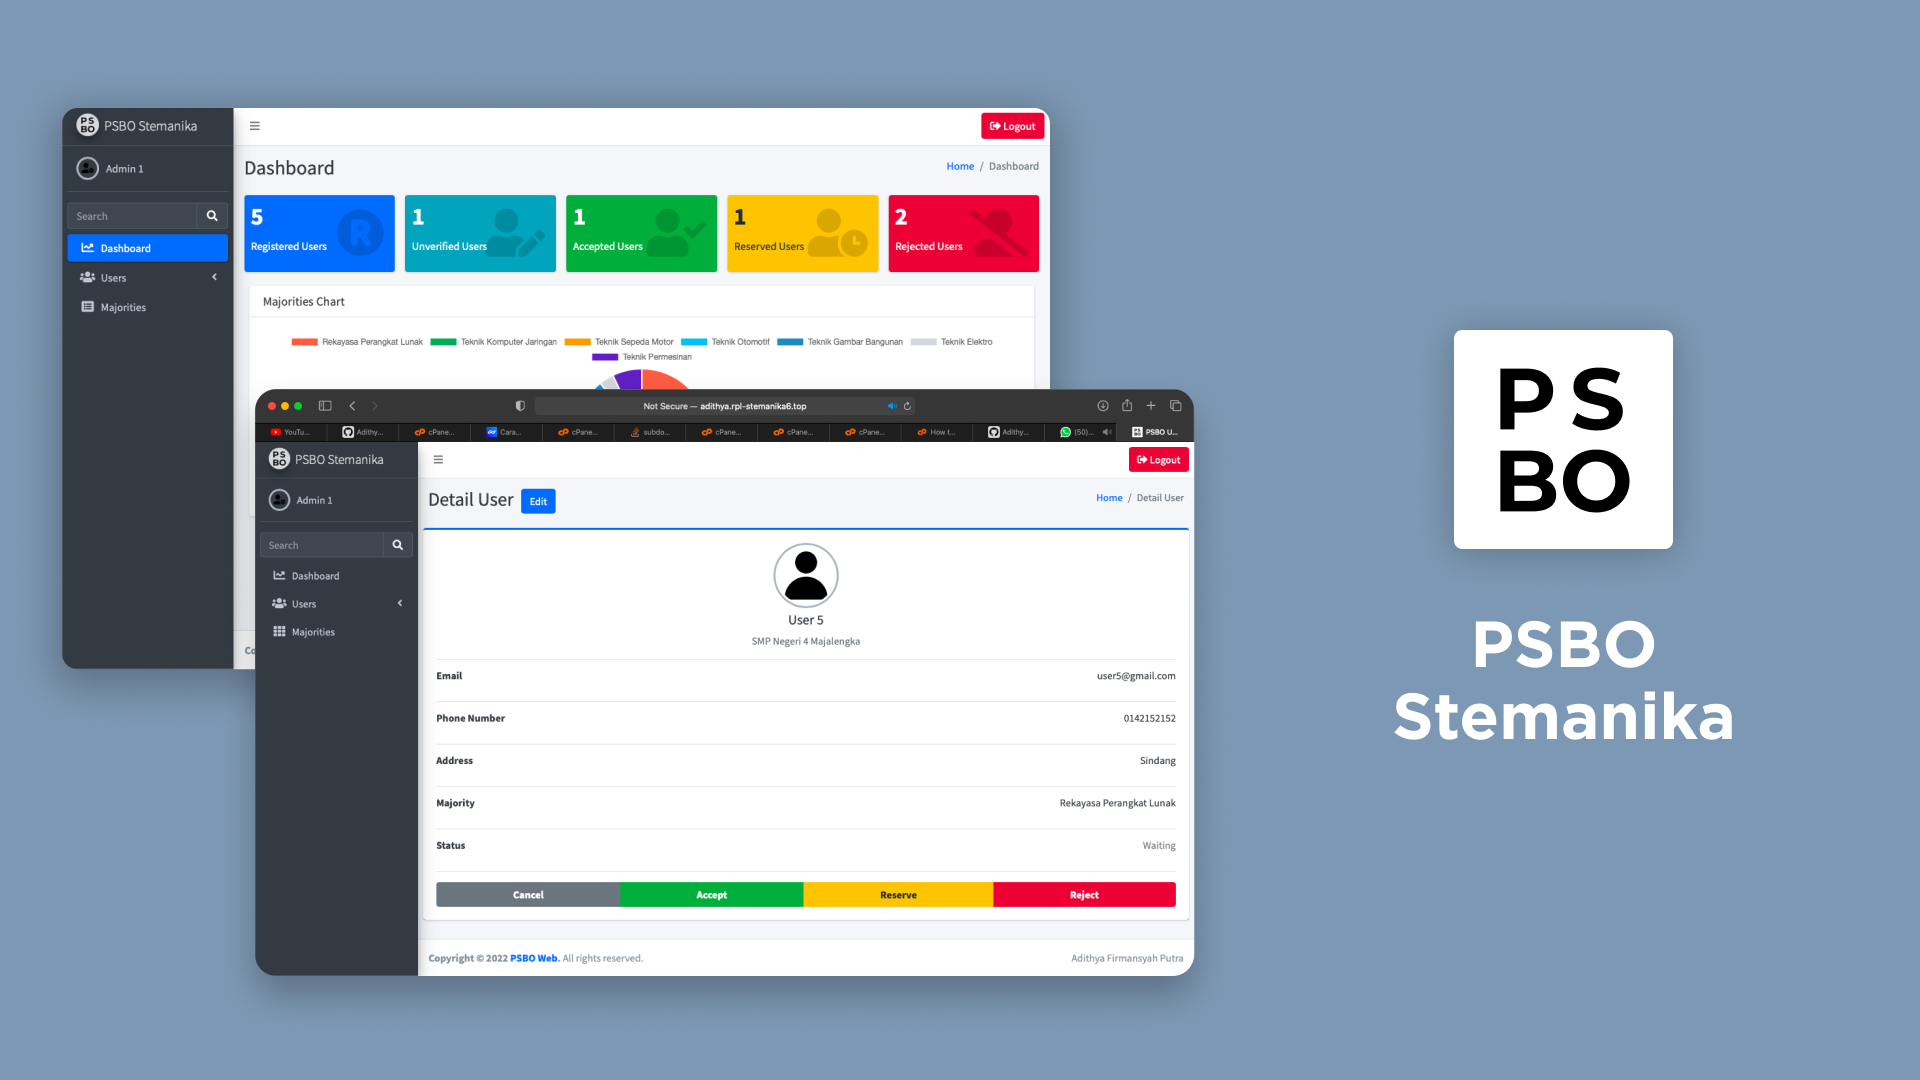 PS
BO
PSBO Stemanika
Logout
Admin 1
Dashboard
Home / Dashboard
Search
Dashboard
Users
Majorities
5
Registered Users
R
1
Unverified Users
1
Accepted Users
1
Reserved Users
2
Rejected Users
Majorities Chart
Rekayasa Perangkat Lunak
Teknik Komputer Jaringan
Teknik Sepeda Motor
Teknik Otomotif
Teknik Gambar Bangunan
Teknik Elektro
Teknik Permesinan
Co
Not Secure — adithya.rpl-stemanika6.top
YouTu...
Adithy...
cPane...
Cara...
cPane...
subdo...
cPane...
cPane...
cPane...
How t...
Adithy...
(50)...
PSBO U...
PS
BO
PSBO Stemanika
Logout
Admin 1
Detail User
Edit
Home / Detail User
Search
Dashboard
Users
Majorities
User 5
SMP Negeri 4 Majalengka
Email user5@gmail.com
Phone Number 0142152152
Address Sindang
Majority Rekayasa Perangkat Lunak
Status Waiting
Cancel
Accept
Reserve
Reject
Copyright © 2022 PSBO Web. All rights reserved.
Adithya Firmansyah Putra
PS
BO
PSBO
Stemanika